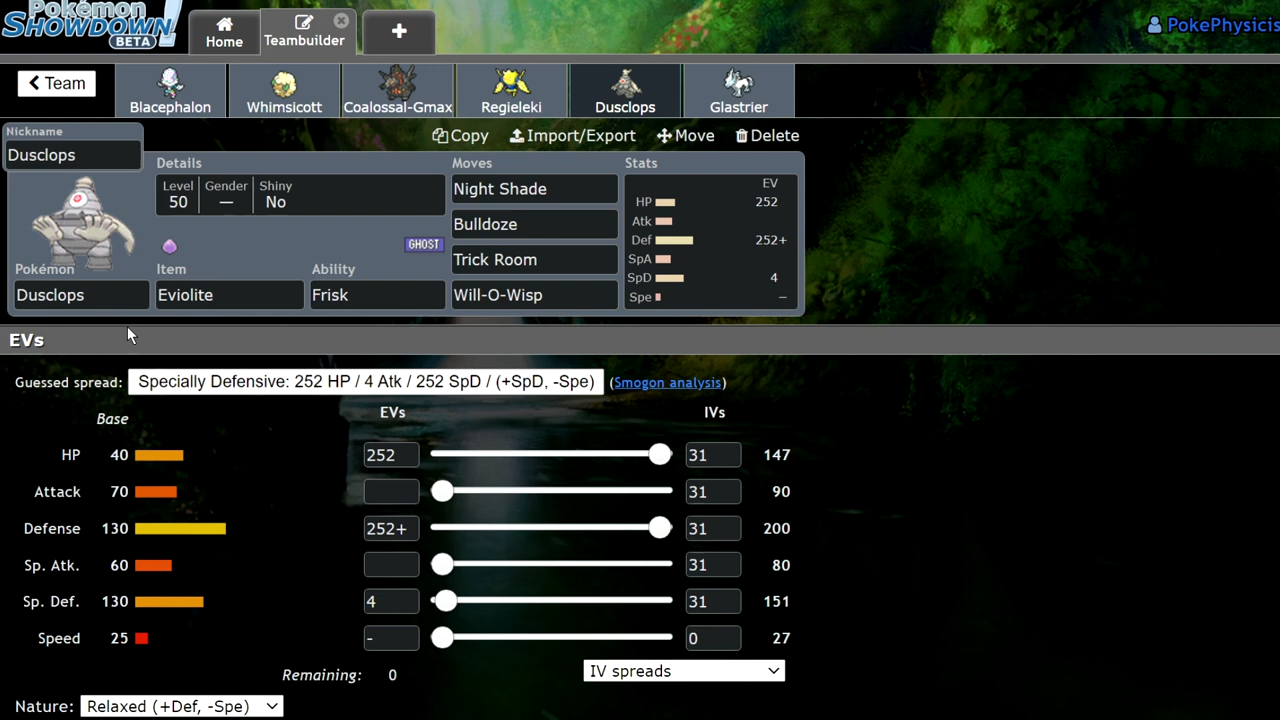 Pokémon
SHOWDOWN!
BETA
Home
Teambuilder
PokePhysicis
Team
Blacephalon
Whimsicott
Coalossal-Gmax
Regieleki
Dusclops
Glastrier
Copy
Import/Export
Move
Delete
Nickname
Dusclops
Details
Level
50
Gender
—
Shiny
No
GHOST
Pokémon
Dusclops
Item
Eviolite
Ability
Frisk
Moves
Night Shade
Bulldoze
Trick Room
Will-O-Wisp
Stats
EV
HP 252
Atk
Def 252+
SpA
SpD 4
Spe –
EVs
Guessed spread: Specially Defensive: 252 HP / 4 Atk / 252 SpD / (+SpD, -Spe) (Smogon analysis)
Base EVs IVs
HP 40 252 31 147
Attack 70 31 90
Defense 130 252+ 31 200
Sp. Atk. 60 31 80
Sp. Def. 130 4 31 151
Speed 25 - 0 27
Remaining: 0 IV spreads
Nature: Relaxed (+Def, -Spe)